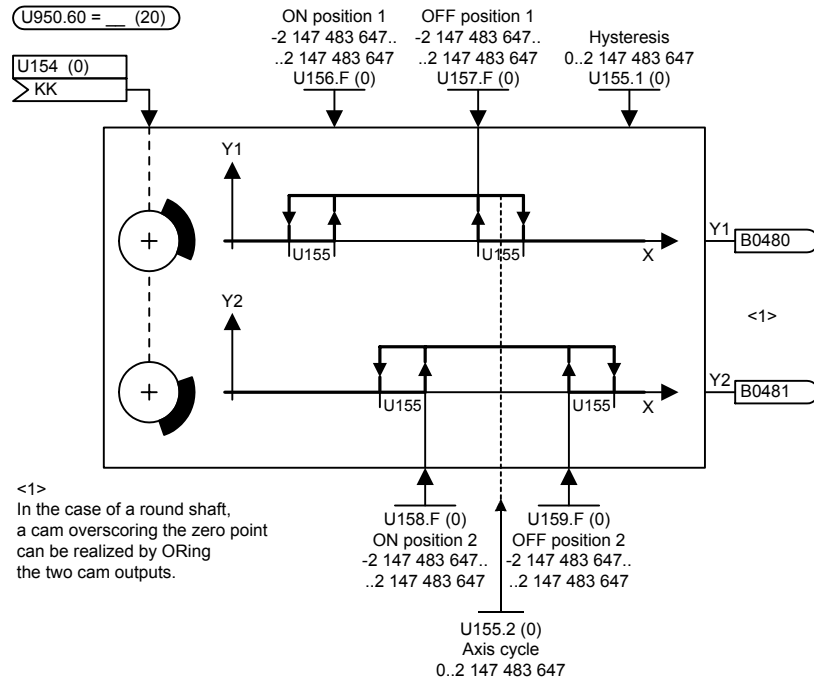 U950.60 = __ (20)
U154 (0)
KK
ON position 1
-2 147 483 647..
..2 147 483 647
U156.F (0)
OFF position 1
-2 147 483 647..
..2 147 483 647
U157.F (0)
Hysteresis
0..2 147 483 647
U155.1 (0)
Y1
U155
U155
X
Y1
B0480
<1>
Y2
U155
U155
X
Y2
B0481
<1>
In the case of a round shaft,
a cam overscoring the zero point
can be realized by ORing
the two cam outputs.
U158.F (0)
ON position 2
-2 147 483 647..
..2 147 483 647
U159.F (0)
OFF position 2
-2 147 483 647..
..2 147 483 647
U155.2 (0)
Axis cycle
0..2 147 483 647